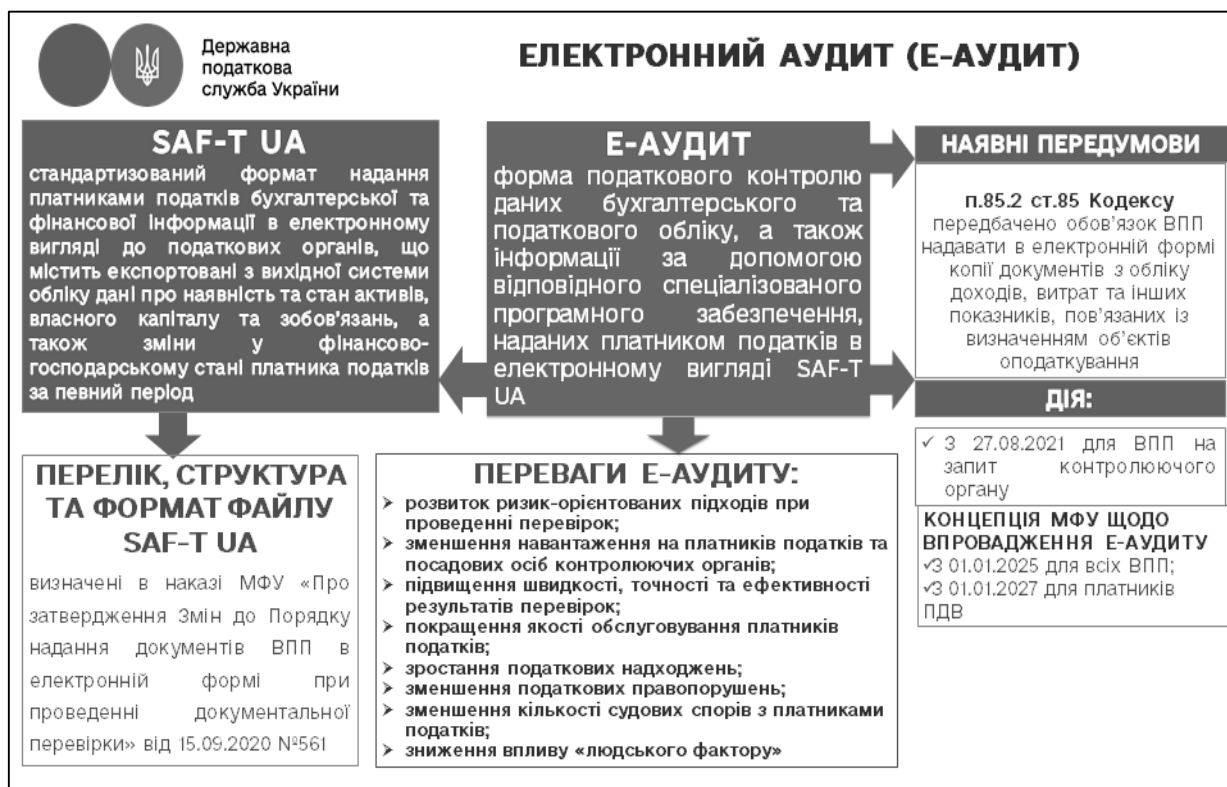 Державна
податкова
служба України
ЕЛЕКТРОННИЙ АУДИТ (Е-АУДИТ)
SAF-T UA
стандартизований формат надання
платниками податків бухгалтерської та
фінансової інформації в електронному
вигляді до податкових органів, що
містить експортовані з вихідної системи
обліку дані про наявність та стан активів,
власного капіталу та зобов’язань, а
також зміни у фінансово-
господарському стані платника податків
за певний період
ПЕРЕЛІК, СТРУКТУРА
ТА ФОРМАТ ФАЙЛУ
SAF-T UA
визначені в наказі МФУ «Про
затвердження Змін до Порядку
надання документів ВПП в
електронній формі при
проведенні документальної
перевірки» від 15.09.2020 №561
Е-АУДИТ
форма податкового контролю
даних бухгалтерського та
податкового обліку, а також
інформації за допомогою
відповідного спеціалізованого
програмного забезпечення,
наданих платником податків в
електронному вигляді SAF-T
UA
ПЕРЕВАГИ Е-АУДИТУ:
➢ розвиток ризик-орієнтованих підходів при
проведенні перевірок;
➢ зменшення навантаження на платників податків та
посадових осіб контролюючих органів;
➢ підвищення швидкості, точності та ефективності
результатів перевірок;
➢ покращення якості обслуговування платників
податків;
➢ зростання податкових надходжень;
➢ зменшення податкових правопорушень;
➢ зменшення кількості судових спорів з платниками
податків;
➢ зниження впливу «людського фактору»
НАЯВНІ ПЕРЕДУМОВИ
п.85.2 ст.85 Кодексу
передбачено обов’язок ВПП
надавати в електронній формі
копії документів з обліку
доходів, витрат та інших
показників, пов’язаних із
визначенням об’єктів
оподаткування
ДІЯ:
✓ З 27.08.2021 для ВПП на
запит контролюючого
органу
КОНЦЕПЦІЯ МФУ ЩОДО
ВПРОВАДЖЕННЯ Е-АУДИТУ
✓З 01.01.2025 для всіх ВПП;
✓З 01.01.2027 для платників
ПДВ